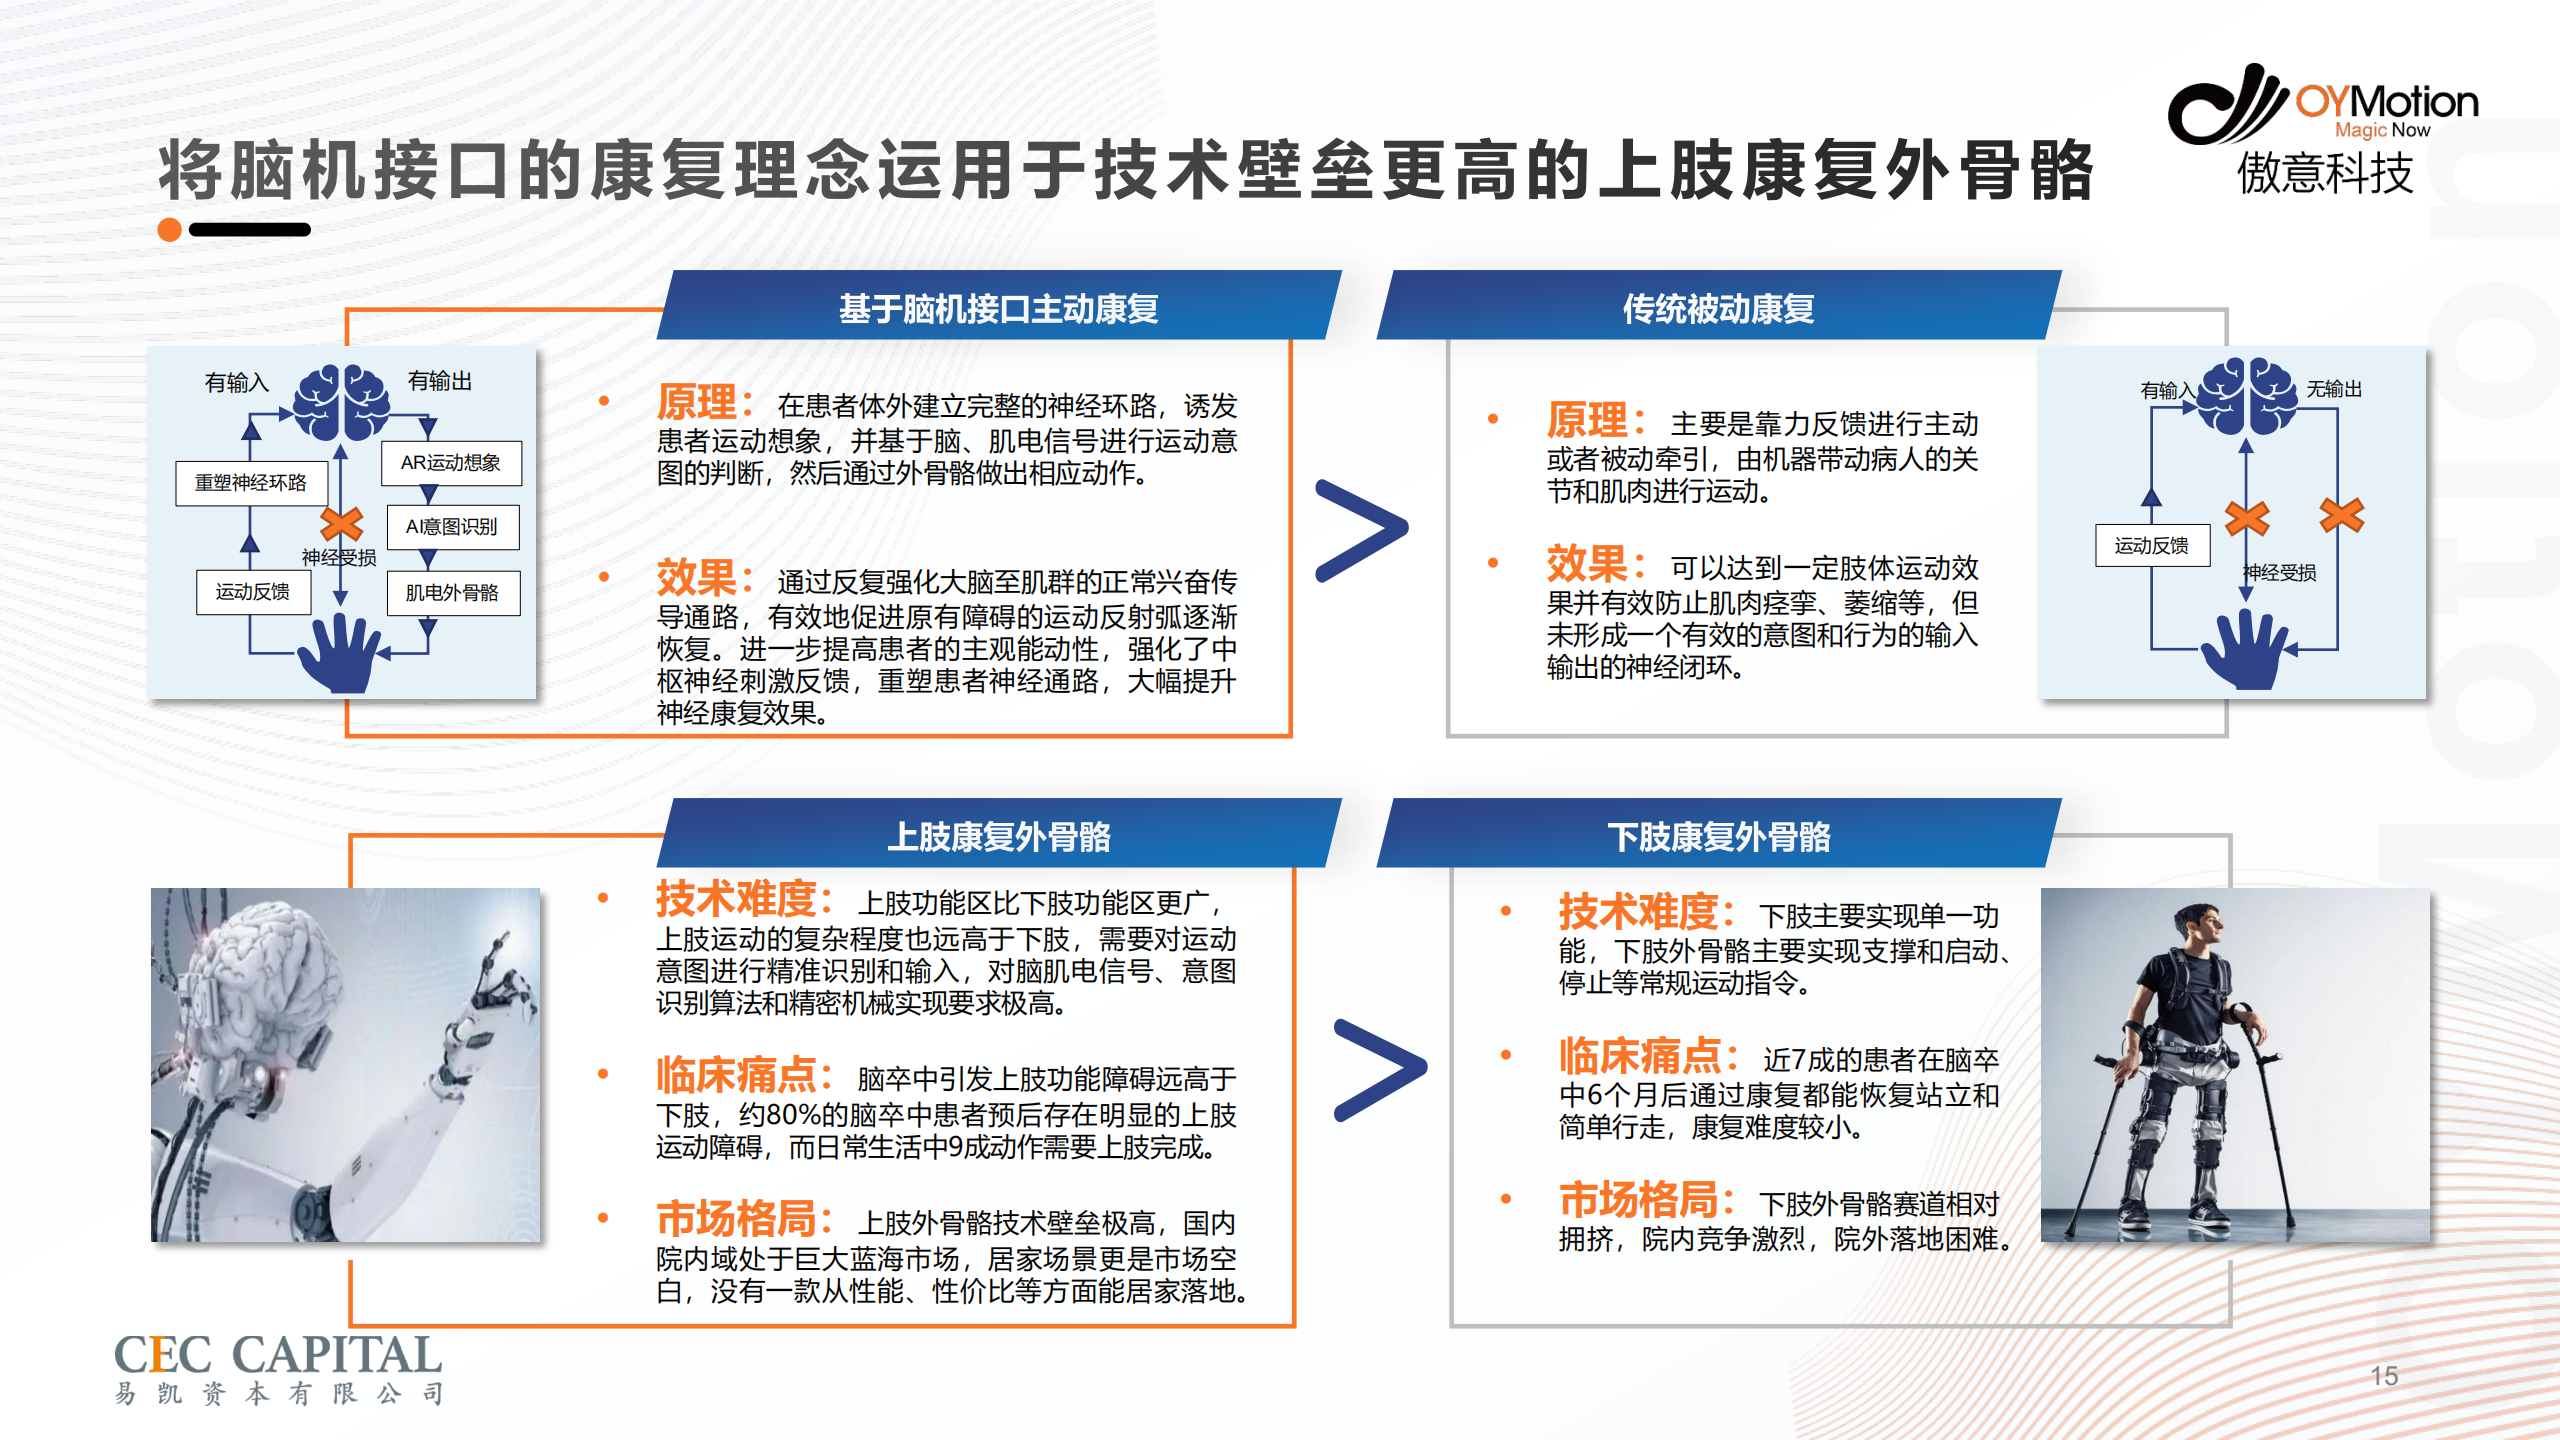 OYMotion
Magic Now
傲意科技
将脑机接口的康复理念运用于技术壁垒更高的上肢康复外骨骼
基于脑机接口主动康复
有输入
有输出
AR运动想象
重塑神经环路
AI意图识别
神经受损
运动反馈
肌电外骨骼
• 原理：在患者体外建立完整的神经环路，诱发
患者运动想象，并基于脑、肌电信号进行运动意
图的判断，然后通过外骨骼做出相应动作。
• 效果：通过反复强化大脑至肌群的正常兴奋传
导通路，有效地促进原有障碍的运动反射弧逐渐
恢复。进一步提高患者的主观能动性，强化了中
枢神经刺激反馈，重塑患者神经通路，大幅提升
神经康复效果。
>
传统被动康复
• 原理：主要是靠力反馈进行主动
或者被动牵引，由机器带动病人的关
节和肌肉进行运动。
• 效果：可以达到一定肢体运动效
果并有效防止肌肉痉挛、萎缩等，但
未形成一个有效的意图和行为的输入
输出的神经闭环。
有输入
无输出
运动反馈
神经受损
上肢康复外骨骼
• 技术难度：上肢功能区比下肢功能区更广，
上肢运动的复杂程度也远高于下肢，需要对运动
意图进行精准识别和输入，对脑肌电信号、意图
识别算法和精密机械实现要求极高。
• 临床痛点：脑卒中引发上肢功能障碍远高于
下肢，约80%的脑卒中患者预后存在明显的上肢
运动障碍，而日常生活中9成动作需要上肢完成。
• 市场格局：上肢外骨骼技术壁垒极高，国内
院内域处于巨大蓝海市场，居家场景更是市场空
白，没有一款从性能、性价比等方面能居家落地。
>
下肢康复外骨骼
• 技术难度：下肢主要实现单一功
能，下肢外骨骼主要实现支撑和启动、
停止等常规运动指令。
• 临床痛点：近7成的患者在脑卒
中6个月后通过康复都能恢复站立和
简单行走，康复难度较小。
• 市场格局：下肢外骨骼赛道相对
拥挤，院内竞争激烈，院外落地困难。
CEC CAPITAL
易凯资本有限公司
15